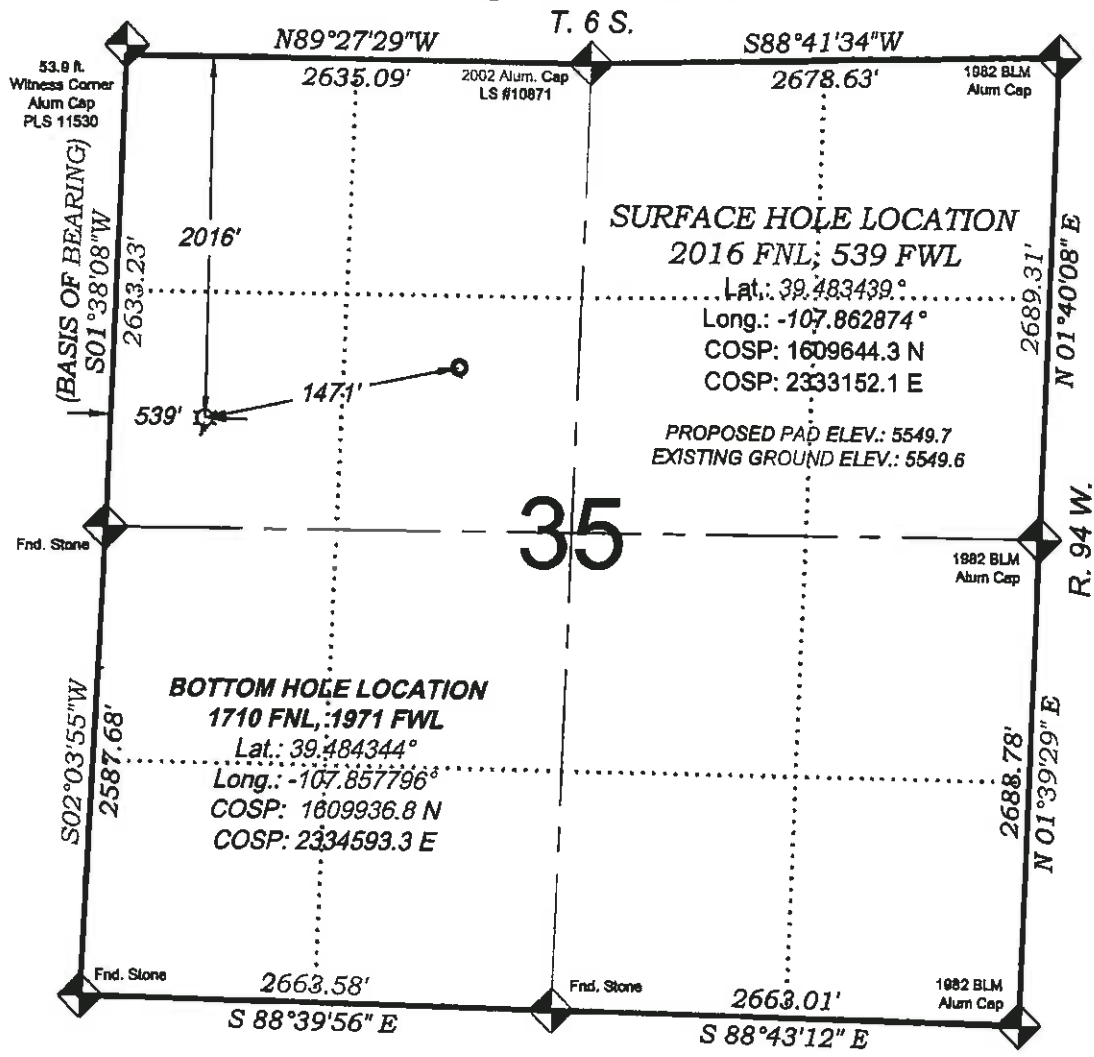 T. 6 S.
N89°27'29"W
S88°41'34"W
53.9 ft.
Witness Corner
Alum Cap
PLS 11530
2635.09'
2002 Alum. Cap
LS #10871
2678.63'
1982 BLM
Alum Cap
(BASIS OF BEARING)
S01°38'08"W
2633.23'
2016'
SURFACE HOLE LOCATION
2016 FNL, 539 FWL
Lat.: 39.483439°
Long.: -107.862874°
COSP: 1609644.3 N
COSP: 2333152.1 E
2689.31'
N 01°40'08" E
1471'
539'
PROPOSED PAD ELEV.: 5549.7
EXISTING GROUND ELEV.: 5549.6
35
R. 94 W.
Fnd. Stone
1982 BLM
Alum Cap
BOTTOM HOLE LOCATION
1710 FNL, 1971 FWL
Lat.: 39.484344°
Long.: -107.857796°
COSP: 1609936.8 N
COSP: 2334593.3 E
S02°03'55"W
2587.68'
2688.78'
N 01°39'29" E
Fnd. Stone
2663.58'
S 88°39'56" E
Fnd. Stone
2663.01'
S 88°43'12" E
1982 BLM
Alum Cap